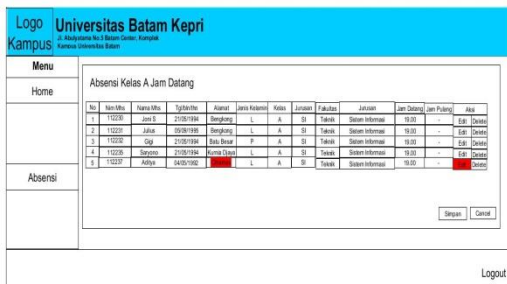 Logo Kampus
Universitas Batam Kepri
Jl. Abulyatama No.5 Batam Center, Komplek
Kampus Universitas Batam
Menu
Home
Absensi
Absensi Kelas A Jam Datang
No Nim Mhs Nama Mhs Tgl/bln/thn Alamat Jenis Kelamin Kelas Jurusan Fakultas Jurusan Jam Datang Jam Pulang Aksi
1 112230 Joni S 21/05/1994 Bengkong L A SI Teknik Sistem Informasi 19.00 - Edit Delete
2 112231 Julius Bengkong L A SI Teknik Sistem Informasi 19.00 - Edit Delete
3 112232 Gigi 21/05/1994 Batu Besar P A SI Teknik Sistem Informasi 19.00 - Edit Delete
4 112235 Saryono 21/05/1994 Kurnia Djaya L A SI Teknik Sistem Informasi 19.00 - Edit Delete
5 112237 Aditya 04/05/1992 L A SI Teknik Sistem Informasi 19.00 - Delete
Simpan Cancel
Logout